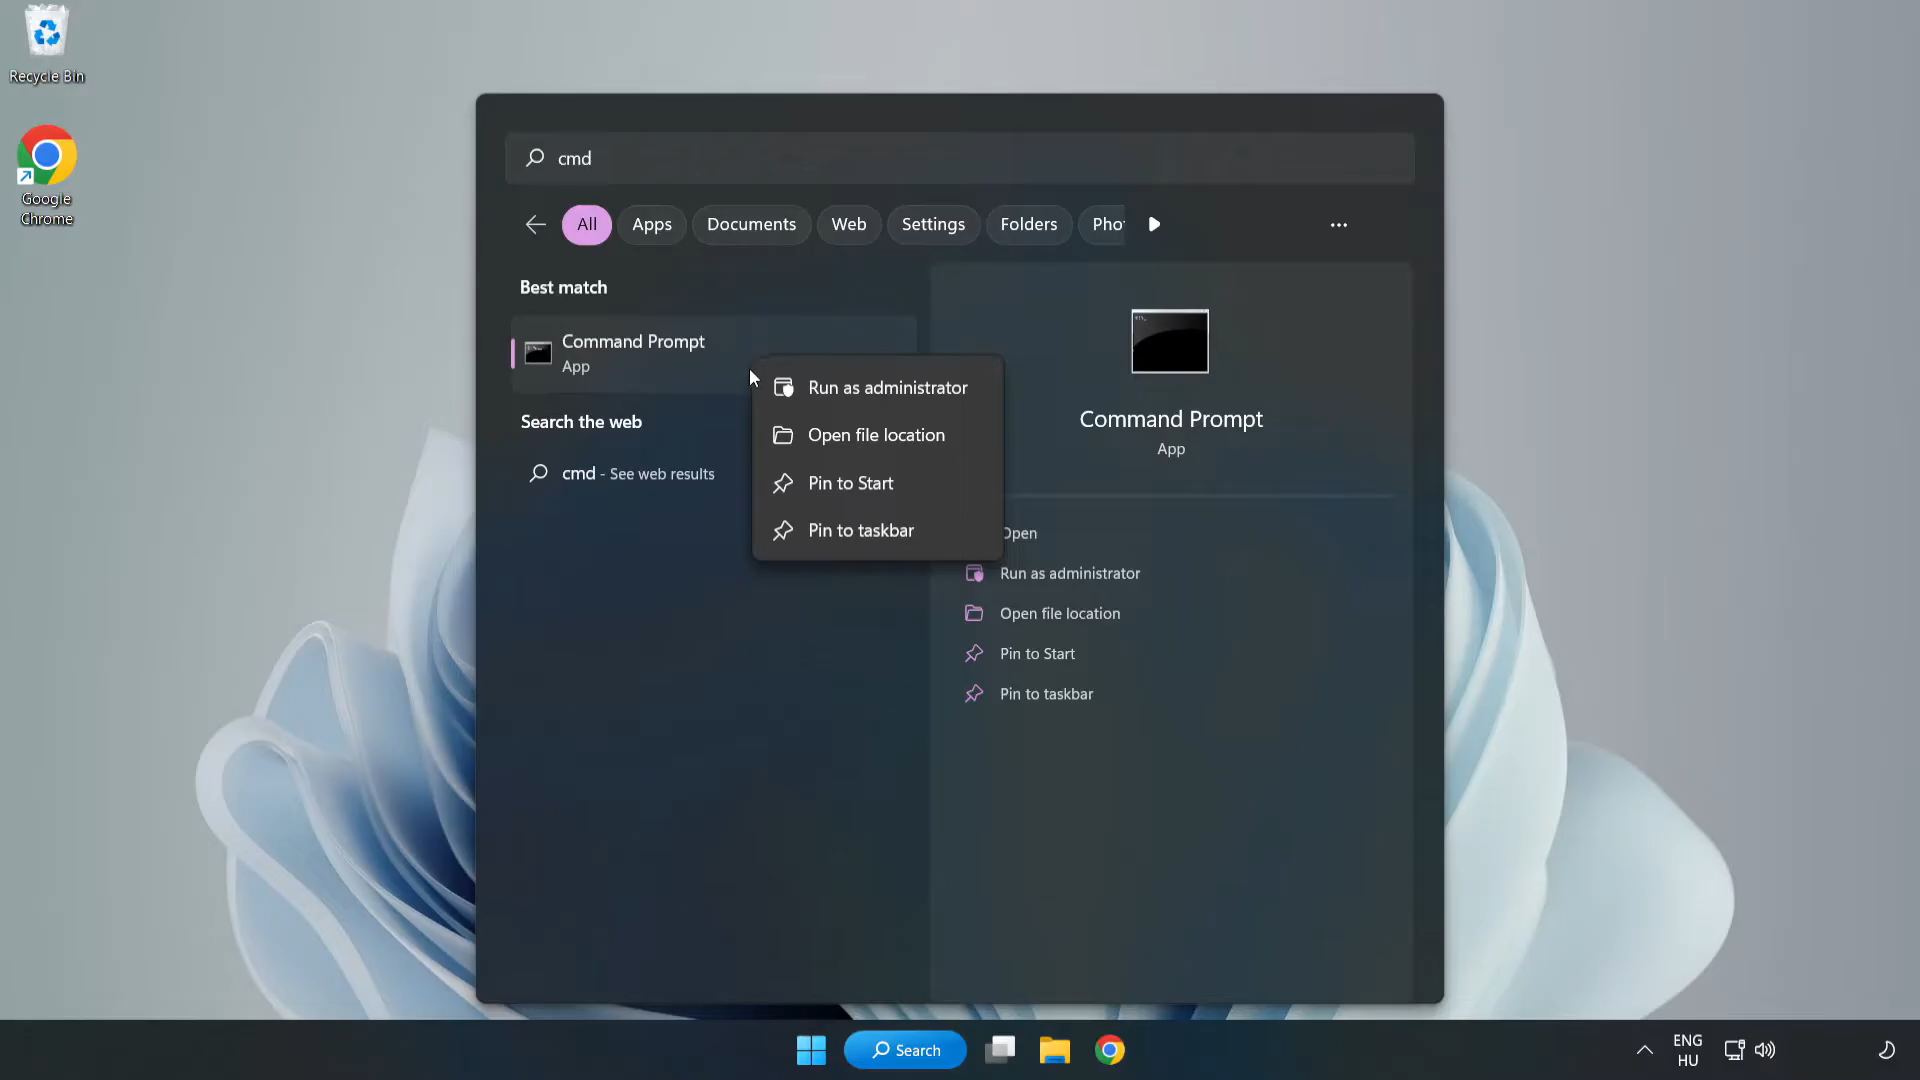 Recycle Bin
Google
Chrome
cmd
All
Apps
Documents
Web
Settings
Folders
Pho
Best match
Command Prompt
App
Search the web
cmd - See web results
Run as administrator
Open file location
Pin to Start
Pin to taskbar
Command Prompt
App
Open
Run as administrator
Open file location
Pin to Start
Pin to taskbar
Search
ENG
HU